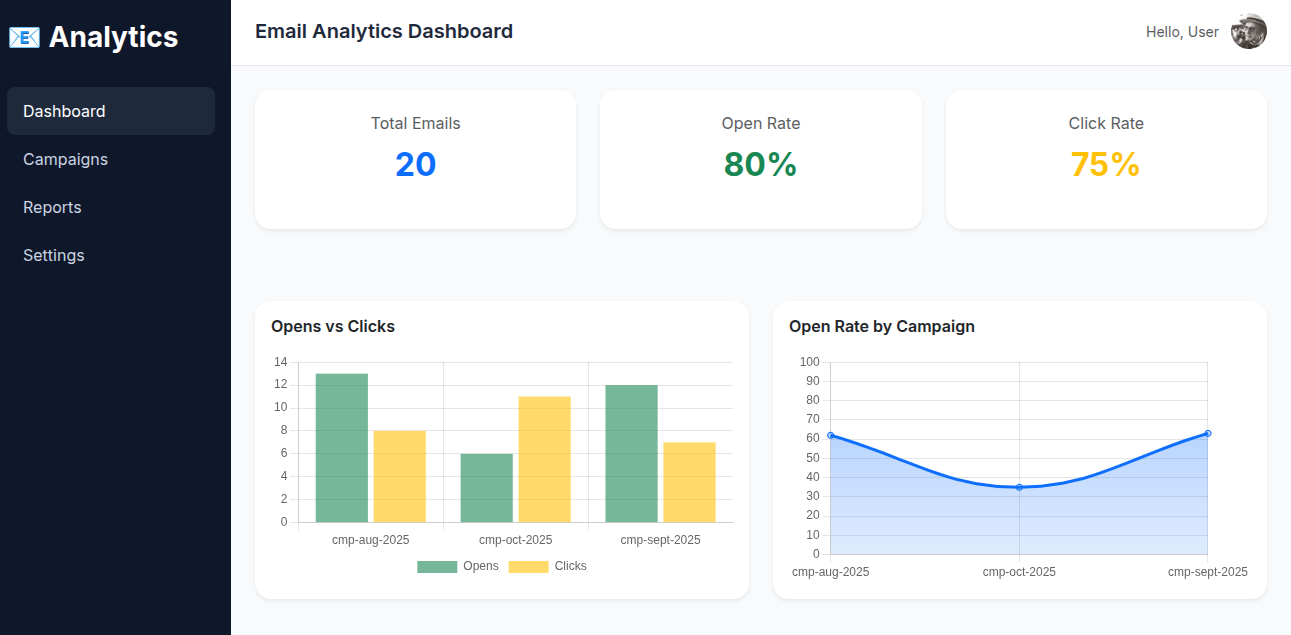 📧 Analytics
Dashboard
Campaigns
Reports
Settings
Email Analytics Dashboard
Hello, User
Total Emails
20
Open Rate
80%
Click Rate
75%
Opens vs Clicks
14
12
10
8
6
4
2
0
cmp-aug-2025 cmp-oct-2025 cmp-sept-2025
Opens Clicks
Open Rate by Campaign
100
90
80
70
60
50
40
30
20
10
0
cmp-aug-2025 cmp-oct-2025 cmp-sept-2025